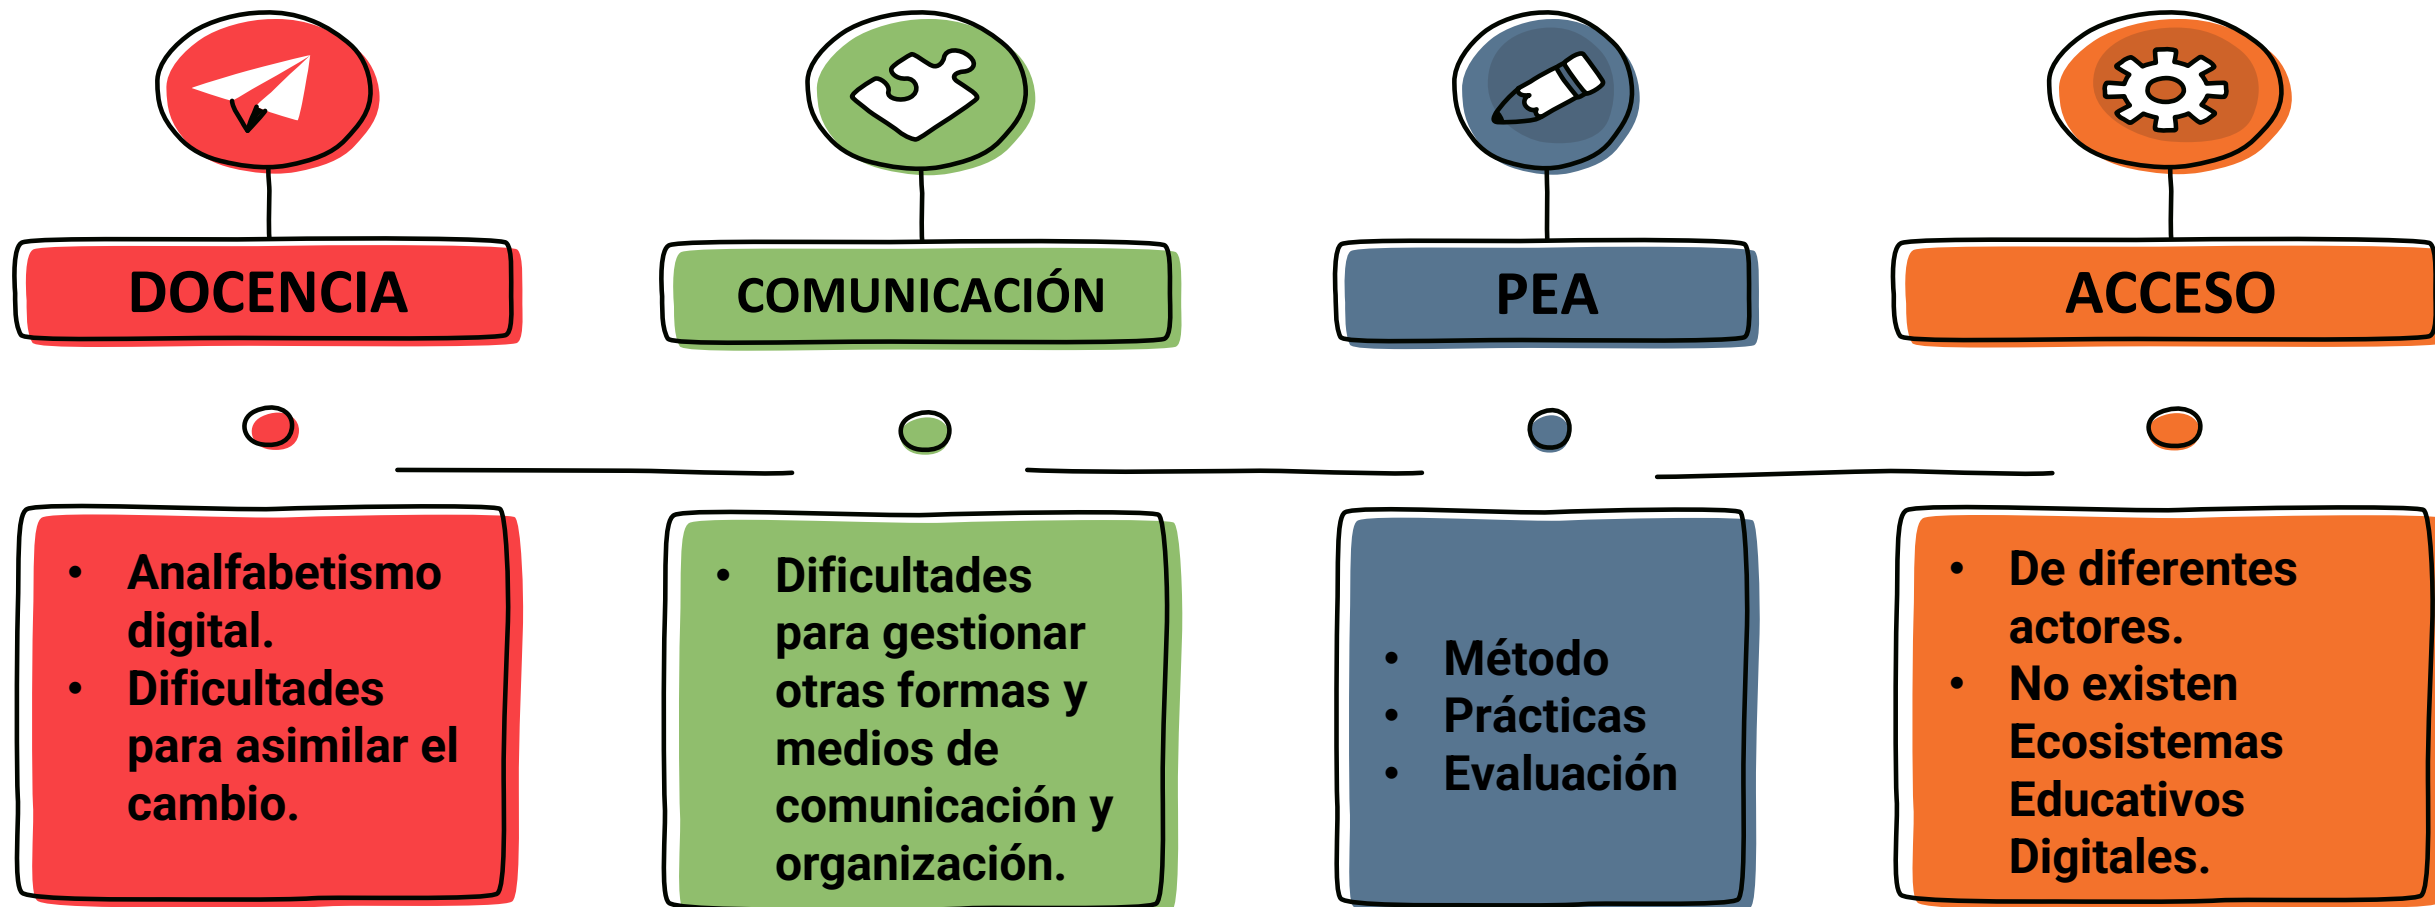 DOCENCIA
COMUNICACIÓN
PEA
ACCESO
• Analfabetismo
digital.
• Dificultades
para asimilar el
cambio.
• Dificultades
para gestionar
otras formas y
medios de
comunicación y
organización.
• Método
• Prácticas
• Evaluación
• De diferentes
actores.
• No existen
Ecosistemas
Educativos
Digitales.